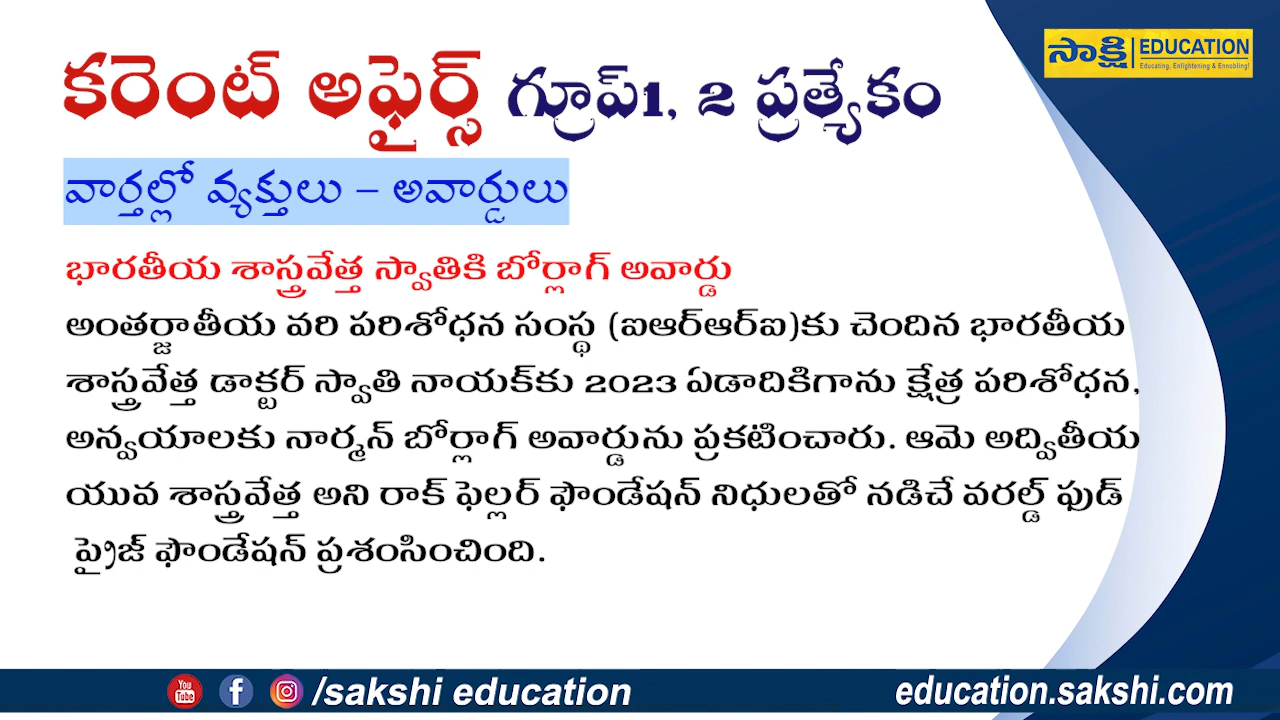 కరెంట్ అఫైర్స్ గ్రూప్1, 2 ప్రత్యేకం
సాక్షి EDUCATION
Educating, Enlightening & Ennobling!
వార్తల్లో వ్యక్తులు – అవార్డులు
భారతీయ శాస్త్రవేత్త స్వాతికి బోర్లాగ్ అవార్డు
అంతర్జాతీయ వరి పరిశోధన సంస్థ (ఐఆర్ఆర్ఐ)కు చెందిన భారతీయ
శాస్త్రవేత్త డాక్టర్ స్వాతి నాయక్‌కు 2023 ఏడాదికిగాను క్షేత్ర పరిశోధన,
అన్వయాలకు నార్మన్ బోర్లాగ్ అవార్డును ప్రకటించారు. ఆమె అద్వితీయ
యువ శాస్త్రవేత్త అని రాక్ ఫెల్లర్ ఫౌండేషన్ నిధులతో నడిచే వరల్డ్ ఫుడ్
ప్రైజ్ ఫౌండేషన్ ప్రశంసించింది.
You Tube /sakshi education
education.sakshi.com